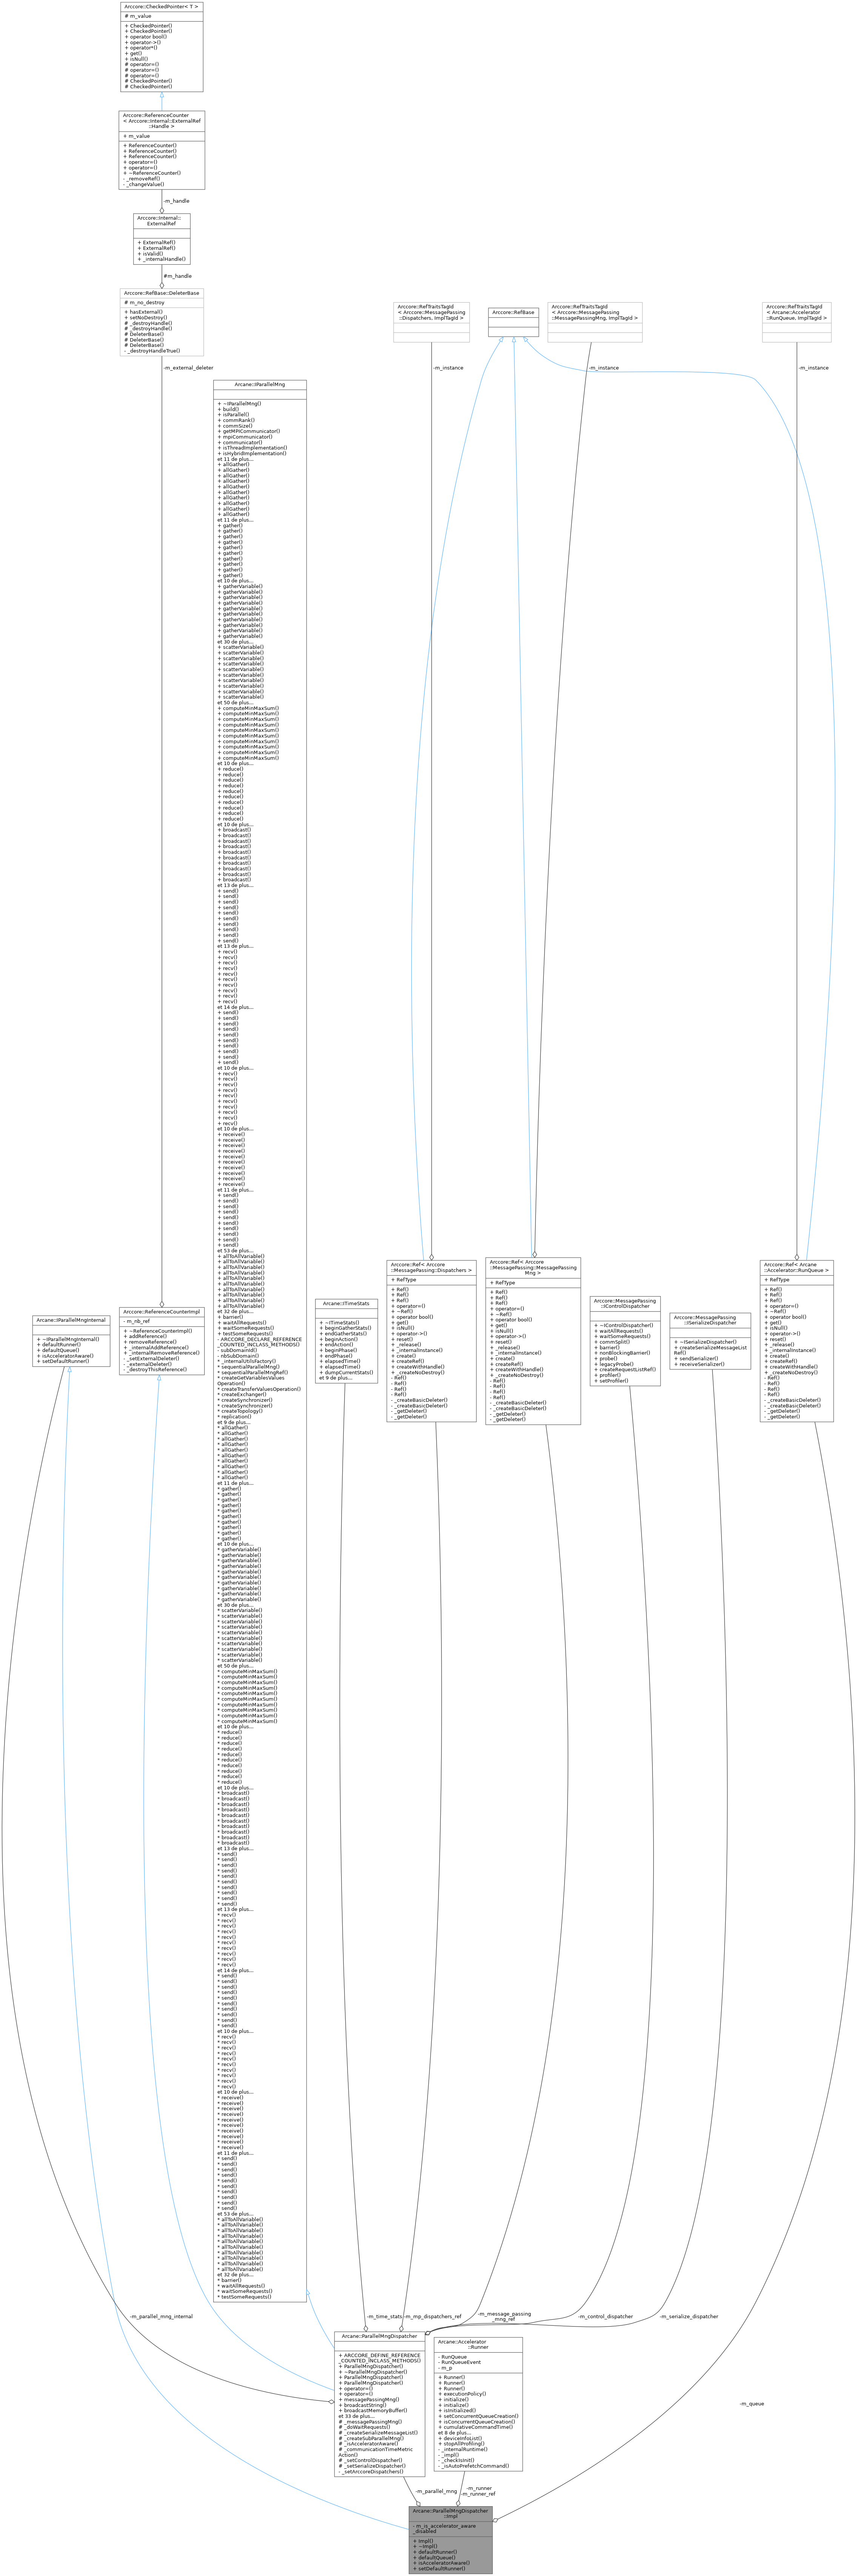 Arccore::CheckedPointer< T >
# m_value
+ CheckedPointer()
+ CheckedPointer()
+ operator bool()
+ operator->()
+ operator*()
+ get()
+ isNull()
# operator=()
# operator=()
# operator=()
# CheckedPointer()
# CheckedPointer()
Arccore::ReferenceCounter
< Arccore::Internal::ExternalRef
::Handle >
+ m_value
+ ReferenceCounter()
+ ReferenceCounter()
+ ReferenceCounter()
+ operator=()
+ operator=()
+ ~ReferenceCounter()
- _removeRef()
- _changeValue()
-m_handle
Arccore::Internal::
ExternalRef
+ ExternalRef()
+ ExternalRef()
+ isValid()
+ _internalHandle()
#m_handle
Arccore::RefBase::DeleterBase
# m_no_destroy
+ hasExternal()
+ setNoDestroy()
# _destroyHandle()
# _destroyHandle()
# DeleterBase()
# DeleterBase()
# DeleterBase()
- _destroyHandleTrue()
-m_external_deleter
Arccore::RefTraitsTagId
< Arccore::MessagePassing
::Dispatchers, ImplTagId >
-m_instance
Arccore::RefBase
Arccore::RefTraitsTagId
< Arccore::MessagePassing
::MessagePassingMng, ImplTagId >
-m_instance
Arccore::RefTraitsTagId
< Arcane::Accelerator
::RunQueue, ImplTagId >
-m_instance
Arcane::IParallelMng
+ ~IParallelMng()
+ build()
+ isParallel()
+ commRank()
+ commSize()
+ getMPICommunicator()
+ mpiCommunicator()
+ communicator()
+ isThreadImplementation()
+ isHybridImplementation()
et 11 de plus...
+ allGather()
+ allGather()
+ allGather()
+ allGather()
+ allGather()
+ allGather()
+ allGather()
+ allGather()
+ allGather()
+ allGather()
et 11 de plus...
+ gather()
+ gather()
+ gather()
+ gather()
+ gather()
+ gather()
+ gather()
+ gather()
+ gather()
+ gather()
et 10 de plus...
+ gatherVariable()
+ gatherVariable()
+ gatherVariable()
+ gatherVariable()
+ gatherVariable()
+ gatherVariable()
+ gatherVariable()
+ gatherVariable()
+ gatherVariable()
+ gatherVariable()
et 30 de plus...
+ scatterVariable()
+ scatterVariable()
+ scatterVariable()
+ scatterVariable()
+ scatterVariable()
+ scatterVariable()
+ scatterVariable()
+ scatterVariable()
+ scatterVariable()
+ scatterVariable()
et 50 de plus...
+ computeMinMaxSum()
+ computeMinMaxSum()
+ computeMinMaxSum()
+ computeMinMaxSum()
+ computeMinMaxSum()
+ computeMinMaxSum()
+ computeMinMaxSum()
+ computeMinMaxSum()
+ computeMinMaxSum()
+ computeMinMaxSum()
et 10 de plus...
+ reduce()
+ reduce()
+ reduce()
+ reduce()
+ reduce()
+ reduce()
+ reduce()
+ reduce()
+ reduce()
+ reduce()
et 10 de plus...
+ broadcast()
+ broadcast()
+ broadcast()
+ broadcast()
+ broadcast()
+ broadcast()
+ broadcast()
+ broadcast()
+ broadcast()
+ broadcast()
et 13 de plus...
+ send()
+ send()
+ send()
+ send()
+ send()
+ send()
+ send()
+ send()
+ send()
+ send()
et 13 de plus...
+ recv()
+ recv()
+ recv()
+ recv()
+ recv()
+ recv()
+ recv()
+ recv()
+ recv()
+ recv()
et 14 de plus...
+ send()
+ send()
+ send()
+ send()
+ send()
+ send()
+ send()
+ send()
+ send()
+ send()
et 10 de plus...
+ recv()
+ recv()
+ recv()
+ recv()
+ recv()
+ recv()
+ recv()
+ recv()
+ recv()
+ recv()
et 10 de plus...
+ receive()
+ receive()
+ receive()
+ receive()
+ receive()
+ receive()
+ receive()
+ receive()
+ receive()
+ receive()
et 11 de plus...
+ send()
+ send()
+ send()
+ send()
+ send()
+ send()
+ send()
+ send()
+ send()
+ send()
et 53 de plus...
+ allToAllVariable()
+ allToAllVariable()
+ allToAllVariable()
+ allToAllVariable()
+ allToAllVariable()
+ allToAllVariable()
+ allToAllVariable()
+ allToAllVariable()
+ allToAllVariable()
+ allToAllVariable()
et 32 de plus...
+ barrier()
+ waitAllRequests()
+ waitSomeRequests()
+ testSomeRequests()
- ARCCORE_DECLARE_REFERENCE
_COUNTED_INCLASS_METHODS()
- subDomainId()
- nbSubDomain()
* _internalUtilsFactory()
* sequentialParallelMng()
* sequentialParallelMngRef()
* createGetVariablesValues
Operation()
* createTransferValuesOperation()
* createExchanger()
* createSynchronizer()
* createSynchronizer()
* createTopology()
* replication()
et 9 de plus...
* allGather()
* allGather()
* allGather()
* allGather()
* allGather()
* allGather()
* allGather()
* allGather()
* allGather()
* allGather()
et 11 de plus...
* gather()
* gather()
* gather()
* gather()
* gather()
* gather()
* gather()
* gather()
* gather()
* gather()
et 10 de plus...
* gatherVariable()
* gatherVariable()
* gatherVariable()
* gatherVariable()
* gatherVariable()
* gatherVariable()
* gatherVariable()
* gatherVariable()
* gatherVariable()
* gatherVariable()
et 30 de plus...
* scatterVariable()
* scatterVariable()
* scatterVariable()
* scatterVariable()
* scatterVariable()
* scatterVariable()
* scatterVariable()
* scatterVariable()
* scatterVariable()
* scatterVariable()
et 50 de plus...
* computeMinMaxSum()
* computeMinMaxSum()
* computeMinMaxSum()
* computeMinMaxSum()
* computeMinMaxSum()
* computeMinMaxSum()
* computeMinMaxSum()
* computeMinMaxSum()
* computeMinMaxSum()
* computeMinMaxSum()
et 10 de plus...
* reduce()
* reduce()
* reduce()
* reduce()
* reduce()
* reduce()
* reduce()
* reduce()
* reduce()
* reduce()
et 10 de plus...
* broadcast()
* broadcast()
* broadcast()
* broadcast()
* broadcast()
* broadcast()
* broadcast()
* broadcast()
* broadcast()
* broadcast()
et 13 de plus...
* send()
* send()
* send()
* send()
* send()
* send()
* send()
* send()
* send()
* send()
et 13 de plus...
* recv()
* recv()
* recv()
* recv()
* recv()
* recv()
* recv()
* recv()
* recv()
* recv()
et 14 de plus...
* send()
* send()
* send()
* send()
* send()
* send()
* send()
* send()
* send()
* send()
et 10 de plus...
* recv()
* recv()
* recv()
* recv()
* recv()
* recv()
* recv()
* recv()
* recv()
* recv()
et 10 de plus...
* receive()
* receive()
* receive()
* receive()
* receive()
* receive()
* receive()
* receive()
* receive()
* receive()
et 11 de plus...
* send()
* send()
* send()
* send()
* send()
* send()
* send()
* send()
* send()
* send()
et 53 de plus...
* allToAllVariable()
* allToAllVariable()
* allToAllVariable()
* allToAllVariable()
* allToAllVariable()
* allToAllVariable()
* allToAllVariable()
* allToAllVariable()
* allToAllVariable()
* allToAllVariable()
et 32 de plus...
* barrier()
* waitAllRequests()
* waitSomeRequests()
* testSomeRequests()
Arcane::IParallelMngInternal
+ ~IParallelMngInternal()
+ defaultRunner()
+ defaultQueue()
+ isAcceleratorAware()
+ setDefaultRunner()
Arccore::ReferenceCounterImpl
- m_nb_ref
+ ~ReferenceCounterImpl()
+ addReference()
+ removeReference()
+ _internalAddReference()
+ _internalRemoveReference()
- _setExternalDeleter()
- _externalDeleter()
- _destroyThisReference()
Arcane::ITimeStats
+ ~ITimeStats()
+ beginGatherStats()
+ endGatherStats()
+ beginAction()
+ endAction()
+ beginPhase()
+ endPhase()
+ elapsedTime()
+ elapsedTime()
+ dumpCurrentStats()
et 9 de plus...
Arccore::Ref< Arccore
::MessagePassing::Dispatchers >
+ RefType
+ Ref()
+ Ref()
+ Ref()
+ operator=()
+ ~Ref()
+ operator bool()
+ get()
+ isNull()
+ operator->()
+ reset()
+ _release()
+ _internalInstance()
+ create()
+ createRef()
+ createWithHandle()
+ _createNoDestroy()
- Ref()
- Ref()
- Ref()
- Ref()
- _createBasicDeleter()
- _createBasicDeleter()
- _getDeleter()
- _getDeleter()
Arccore::Ref< Arccore
::MessagePassing::MessagePassing
Mng >
+ RefType
+ Ref()
+ Ref()
+ Ref()
+ operator=()
+ ~Ref()
+ operator bool()
+ get()
+ isNull()
+ operator->()
+ reset()
+ _release()
+ _internalInstance()
+ create()
+ createRef()
+ createWithHandle()
+ _createNoDestroy()
- Ref()
- Ref()
- Ref()
- Ref()
- _createBasicDeleter()
- _createBasicDeleter()
- _getDeleter()
- _getDeleter()
Arccore::MessagePassing
::IControlDispatcher
+ ~IControlDispatcher()
+ waitAllRequests()
+ waitSomeRequests()
+ commSplit()
+ barrier()
+ nonBlockingBarrier()
+ probe()
+ legacyProbe()
+ createRequestListRef()
+ profiler()
+ setProfiler()
Arccore::MessagePassing
::ISerializeDispatcher
+ ~ISerializeDispatcher()
+ createSerializeMessageList
Ref()
+ sendSerializer()
+ receiveSerializer()
Arccore::Ref< Arcane
::Accelerator::RunQueue >
+ RefType
+ Ref()
+ Ref()
+ Ref()
+ operator=()
+ ~Ref()
+ operator bool()
+ get()
+ isNull()
+ operator->()
+ reset()
+ _release()
+ _internalInstance()
+ create()
+ createRef()
+ createWithHandle()
+ _createNoDestroy()
- Ref()
- Ref()
- Ref()
- Ref()
- _createBasicDeleter()
- _createBasicDeleter()
- _getDeleter()
- _getDeleter()
-m_parallel_mng_internal
-m_time_stats
-m_mp_dispatchers_ref
-m_message_passing
_mng_ref
-m_control_dispatcher
-m_serialize_dispatcher
-m_queue
Arcane::ParallelMngDispatcher
+ ARCCORE_DEFINE_REFERENCE
_COUNTED_INCLASS_METHODS()
+ ParallelMngDispatcher()
+ ~ParallelMngDispatcher()
+ ParallelMngDispatcher()
+ ParallelMngDispatcher()
+ operator=()
+ operator=()
+ messagePassingMng()
+ broadcastString()
+ broadcastMemoryBuffer()
et 33 de plus...
# _messagePassingMng()
# _doWaitRequests()
# _createSerializeMessageList()
# _createSubParallelMng()
# _isAcceleratorAware()
# _communicationTimeMetric
Action()
# _setControlDispatcher()
# _setSerializeDispatcher()
- _setArccoreDispatchers()
Arcane::Accelerator
::Runner
- RunQueue
- RunQueueEvent
- m_p
+ Runner()
+ Runner()
+ Runner()
+ executionPolicy()
+ initialize()
+ initialize()
+ isInitialized()
+ setConcurrentQueueCreation()
+ isConcurrentQueueCreation()
+ cumulativeCommandTime()
et 8 de plus...
+ deviceInfoList()
+ stopAllProfiling()
- _internalRuntime()
- _impl()
- _checkIsInit()
- _isAutoPrefetchCommand()
-m_parallel_mng
-m_runner
-m_runner_ref
Arcane::ParallelMngDispatcher
::Impl
- m_is_accelerator_aware
_disabled
+ Impl()
+ ~Impl()
+ defaultRunner()
+ defaultQueue()
+ isAcceleratorAware()
+ setDefaultRunner()